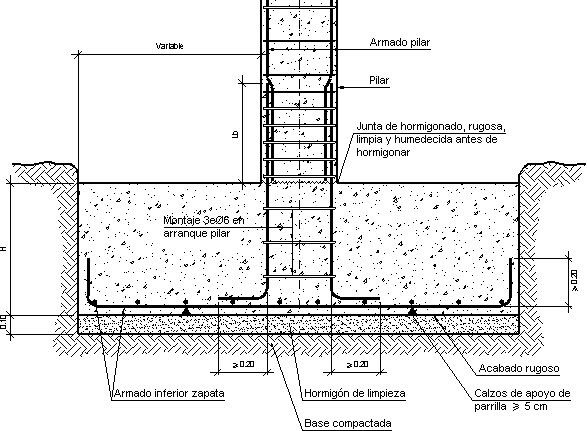 Variable
Armado pilar
Pilar
Lb
Junta de hormigonado, rugosa,
limpia y humedecida antes de
hormigonar
Montaje 3eØ6 en
arranque pilar
H
≥ 0.20
0.10
≥ 0.20
≥ 0.20
Acabado rugoso
Armado inferior zapata
Hormigón de limpieza
Calzos de apoyo de
parrilla ≥ 5 cm
Base compactada